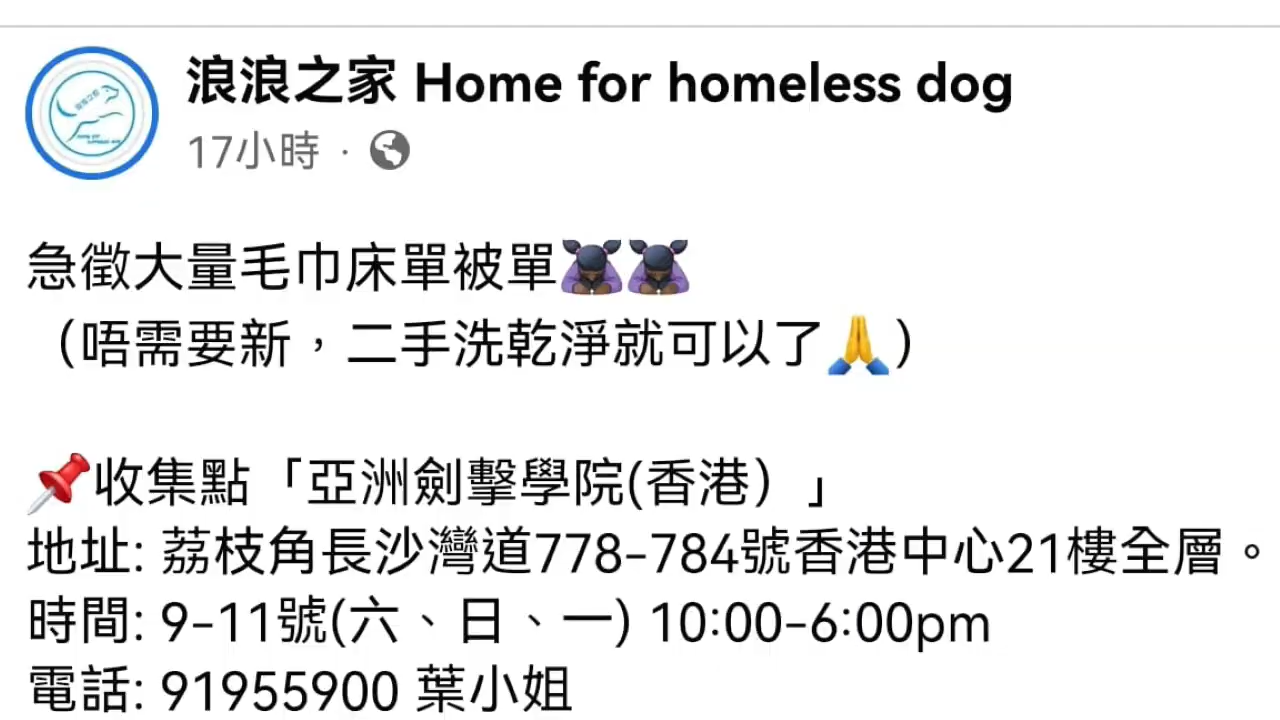 浪浪之家 Home for homeless dog
17小時 ·
急徵大量毛巾床單被單🙇🏿‍♀️🙇🏿‍♀️
（唔需要新，二手洗乾淨就可以了🙏）
📌收集點「亞洲劍擊學院(香港）」
地址: 荔枝角長沙灣道778-784號香港中心21樓全層。
時間: 9-11號(六、日、一) 10:00-6:00pm
電話: 91955900 葉小姐